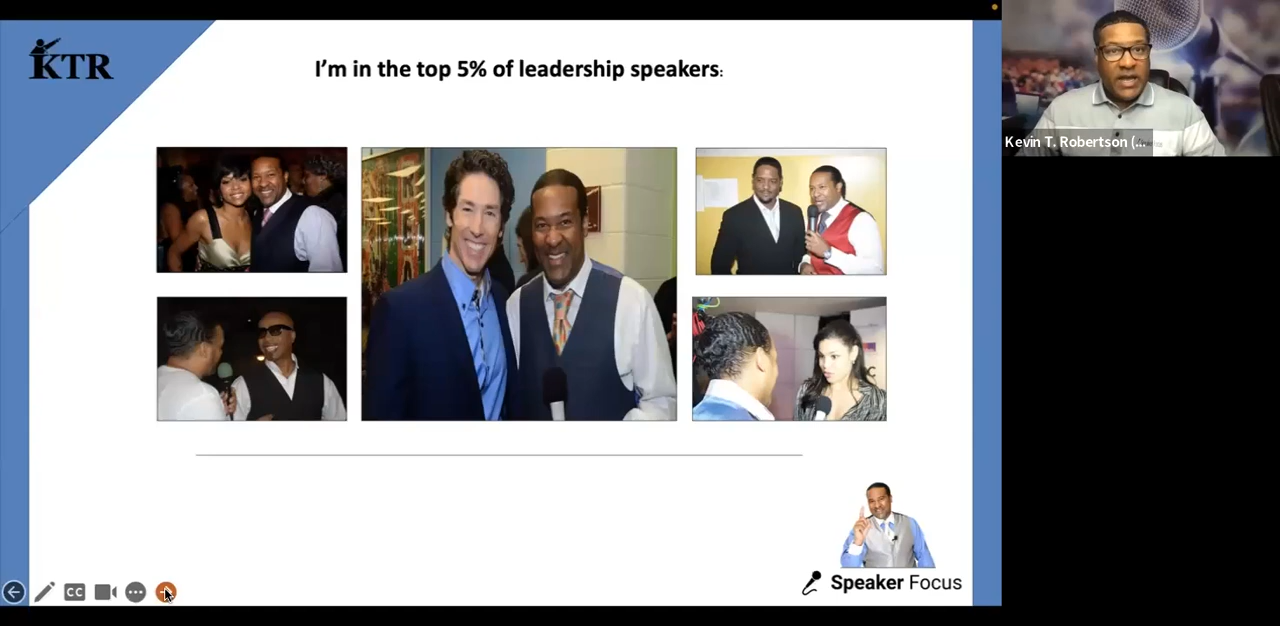 KTR
I’m in the top 5% of leadership speakers:
Kevin T. Robertson (...
CC
Speaker Focus